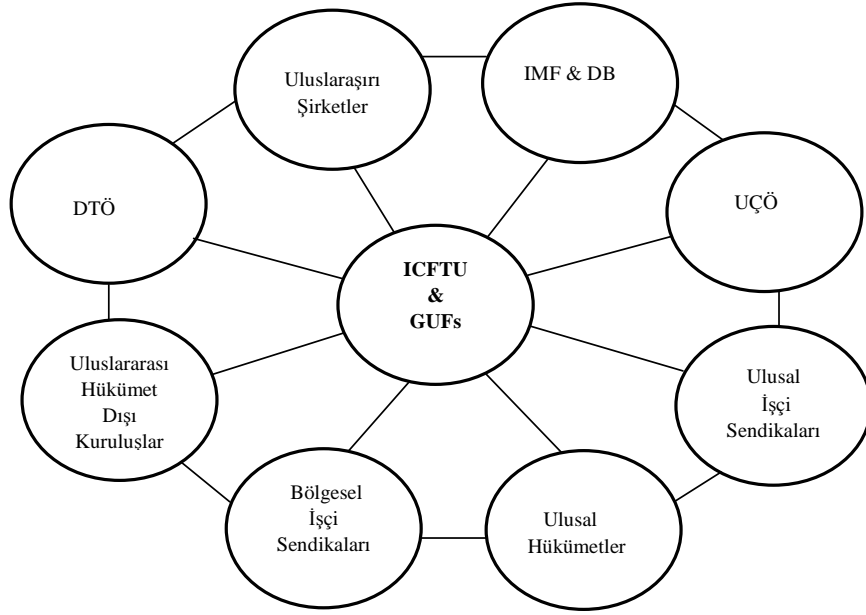 Uluslaraşırı
Şirketler
IMF & DB
DTÖ
UÇÖ
ICFTU
&
GUFs
Uluslararası
Hükümet
Dışı
Kuruluşlar
Ulusal
İşçi
Sendikaları
Bölgesel
İşçi
Sendikaları
Ulusal
Hükümetler